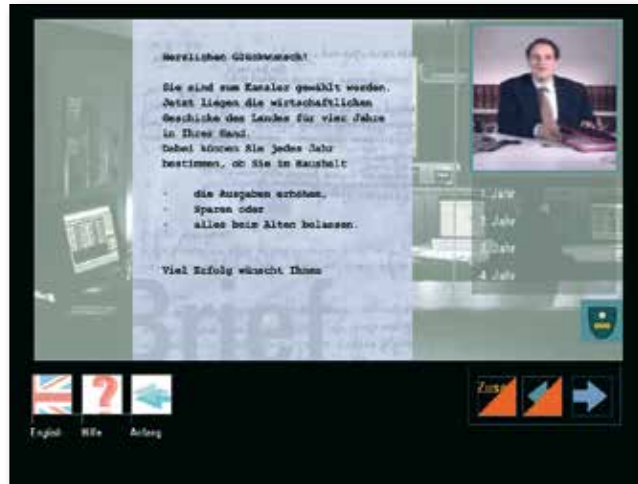 Herzlichen Glückwunsch!
Sie sind zum Kanzler gewählt worden.
Jetzt liegen die wirtschaftlichen
Geschicke des Landes für vier Jahre
in Ihrer Hand.
Dabei können Sie jedes Jahr
bestimmen, ob Sie im Haushalt
- die Ausgaben erhöhen,
- Sparen oder
- alles beim Alten belassen.
Viel Erfolg wünscht Ihnen
Brief
1. Jahr
2. Jahr
3. Jahr
4. Jahr
English Hilfe Anfang